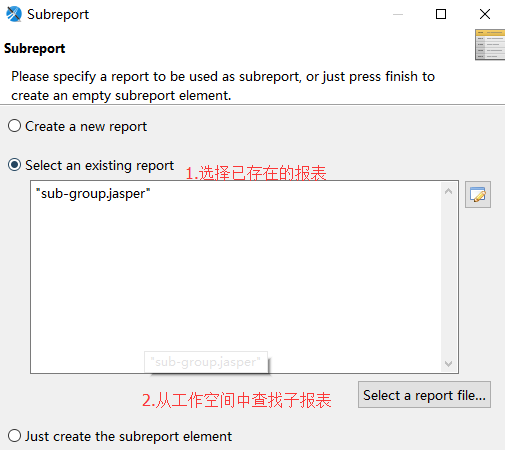 Subreport
Subreport
Please specify a report to be used as subreport, or just press finish to
create an empty subreport element.
Create a new report
Select an existing report
1.选择已存在的报表
"sub-group.jasper"
"sub-group.jasper"
2.从工作空间中查找子报表
Select a report file...
Just create the subreport element